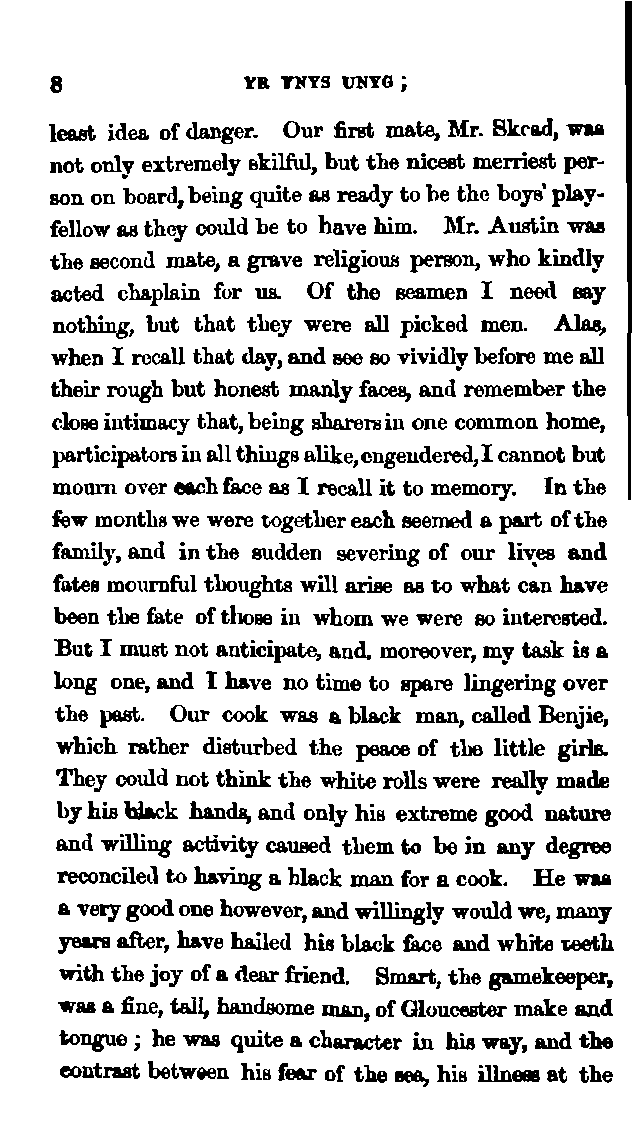 8 YR YNYS UNYG ;
least idea of danger. Our first mate, Mr. Skead, was
not only extremely skilful, but the nicest merriest per-
son on board, being quite as ready to be the boys' play-
fellow as they could be to have him. Mr. Austin was
the second mate, a grave religious person, who kindly
acted chaplain for us. Of the seamen I need say
nothing, but that they were all picked men. Alas,
when I recall that day, and see so vividly before me all
their rough but honest manly faces, and remember the
close intimacy that, being sharers in one common home,
participators in all things alike, engendered, I cannot but
mourn over each face as I recall it to memory. In the
few months we were together each seemed a part of the
family, and in the sudden severing of our lives and
fates mournful thoughts will arise as to what can have
been the fate of those in whom we were so interested.
But I must not anticipate, and, moreover, my task is a
long one, and I have no time to spare lingering over
the past. Our cook was a black man, called Benjie,
which rather disturbed the peace of the little girls.
They could not think the white rolls were really made
by his black hands, and only his extreme good nature
and willing activity caused them to be in any degree
reconciled to having a black man for a cook. He was
a very good one however, and willingly would we, many
years after, have hailed his black face and white teeth
with the joy of a dear friend. Smart, the gamekeeper,
was a fine, tall, handsome man, of Gloucester make and
tongue ; he was quite a character in his way, and the
contrast between his fear of the sea, his illness at the